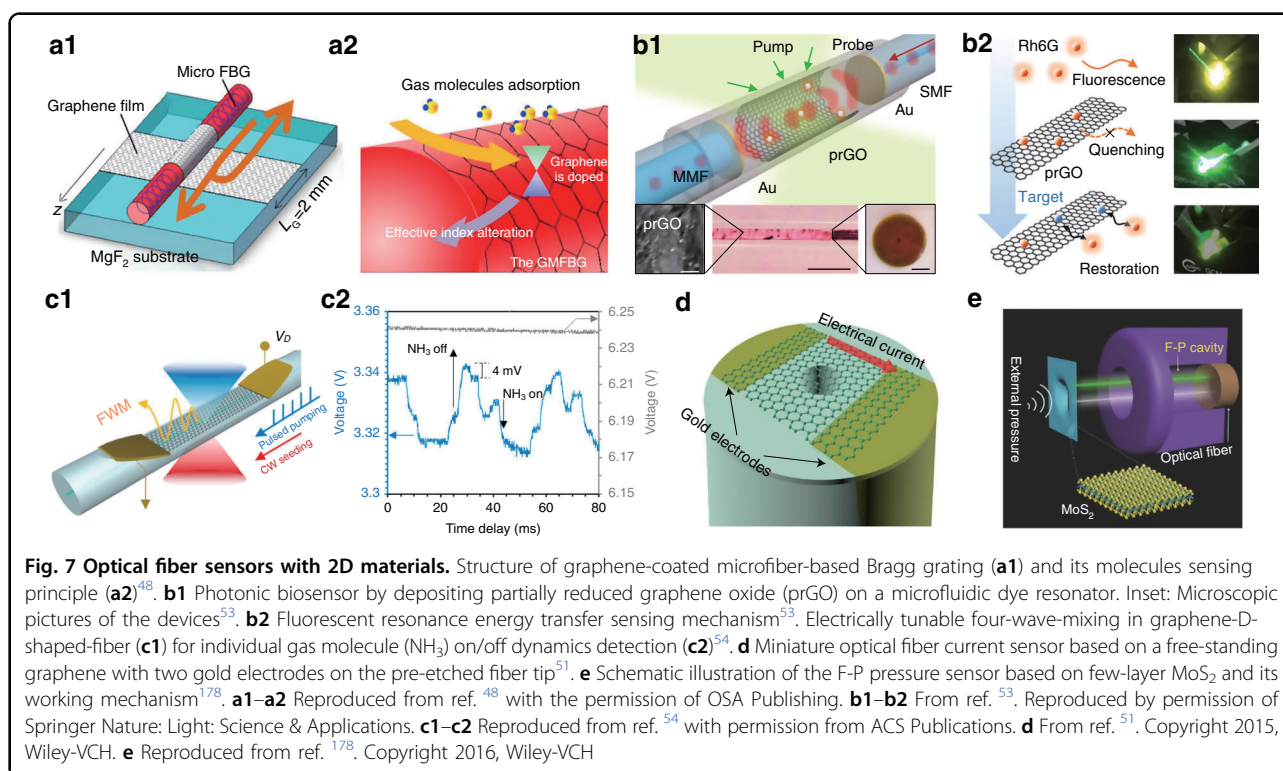 a1
Micro FBG
Graphene film
z
L_G=2 mm
MgF₂ substrate
a2
Gas molecules adsorption
Graphene
is doped
Effective index alteration
The GMFBG
b1
Pump
Probe
SMF
Au
prGO
MMF
Au
prGO
b2
Rh6G
Fluorescence
Quenching
prGO
Target
Restoration
c1
V_D
FWM
Pulsed pumping
CW seeding
c2
3.36
3.34
3.32
3.3
Voltage (V)
NH₃ off
4 mV
NH₃ on
6.25
6.23
6.21
6.19
6.17
6.15
Voltage (V)
0 20 40 60 80
Time delay (ms)
d
Electrical current
Gold electrodes
e
External pressure
F-P cavity
Optical fiber
MoS₂
Fig. 7 Optical fiber sensors with 2D materials. Structure of graphene-coated microfiber-based Bragg grating (a1) and its molecules sensing
principle (a2)⁴⁸. b1 Photonic biosensor by depositing partially reduced graphene oxide (prGO) on a microfluidic dye resonator. Inset: Microscopic
pictures of the devices⁵³. b2 Fluorescent resonance energy transfer sensing mechanism⁵³. Electrically tunable four-wave-mixing in graphene-D-
shaped-fiber (c1) for individual gas molecule (NH₃) on/off dynamics detection (c2)⁵⁴. d Miniature optical fiber current sensor based on a free-standing
graphene with two gold electrodes on the pre-etched fiber tip⁵¹. e Schematic illustration of the F-P pressure sensor based on few-layer MoS₂ and its
working mechanism¹⁷⁸. a1–a2 Reproduced from ref. ⁴⁸ with the permission of OSA Publishing. b1–b2 From ref. ⁵³. Reproduced by permission of
Springer Nature: Light: Science & Applications. c1–c2 Reproduced from ref. ⁵⁴ with permission from ACS Publications. d From ref. ⁵¹. Copyright 2015,
Wiley-VCH. e Reproduced from ref. ¹⁷⁸. Copyright 2016, Wiley-VCH